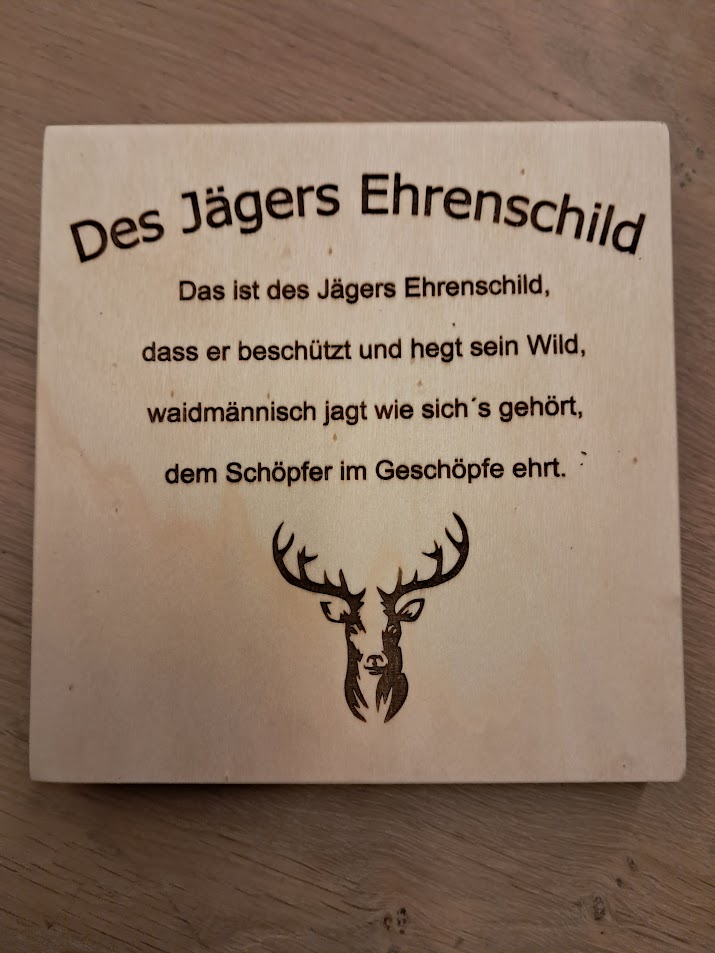 Des Jägers Ehrenschild
Das ist des Jägers Ehrenschild,
dass er beschützt und hegt sein Wild,
waidmännisch jagt wie sich´s gehört,
dem Schöpfer im Geschöpfe ehrt.